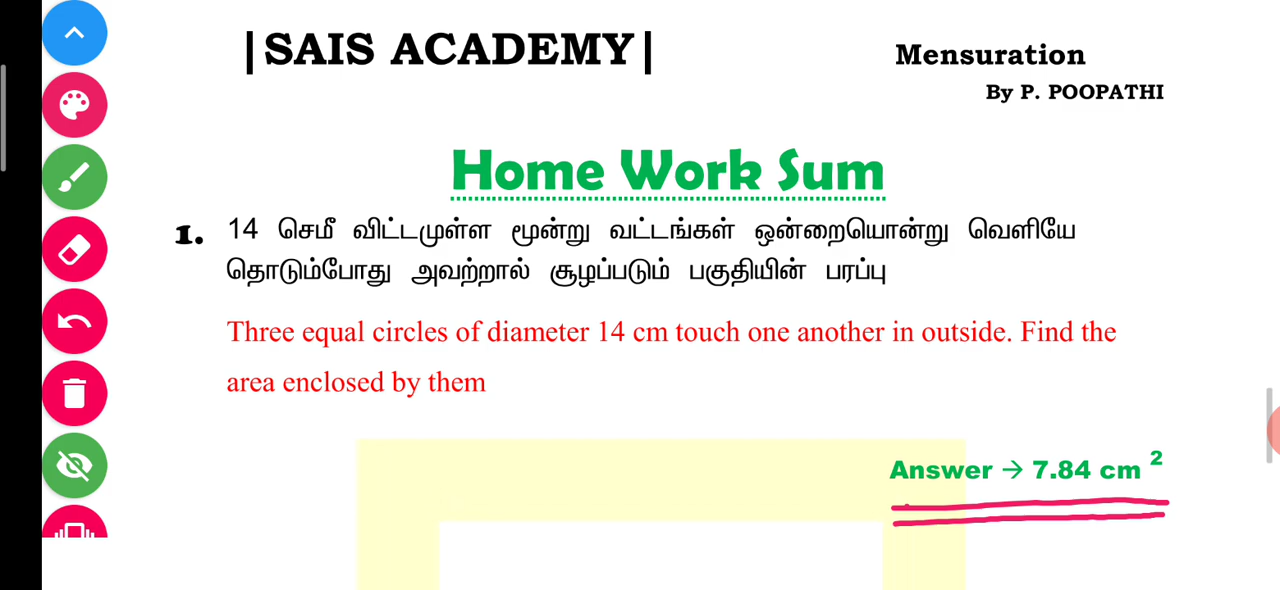 |SAIS ACADEMY|
Mensuration
By P. POOPATHI
Home Work Sum
1. 14 செமீ விட்டமுள்ள மூன்று வட்டங்கள் ஒன்றையொன்று வெளியே
தொடும்போது அவற்றால் சூழப்படும் பகுதியின் பரப்பு
Three equal circles of diameter 14 cm touch one another in outside. Find the
area enclosed by them
Answer → 7.84 cm ²